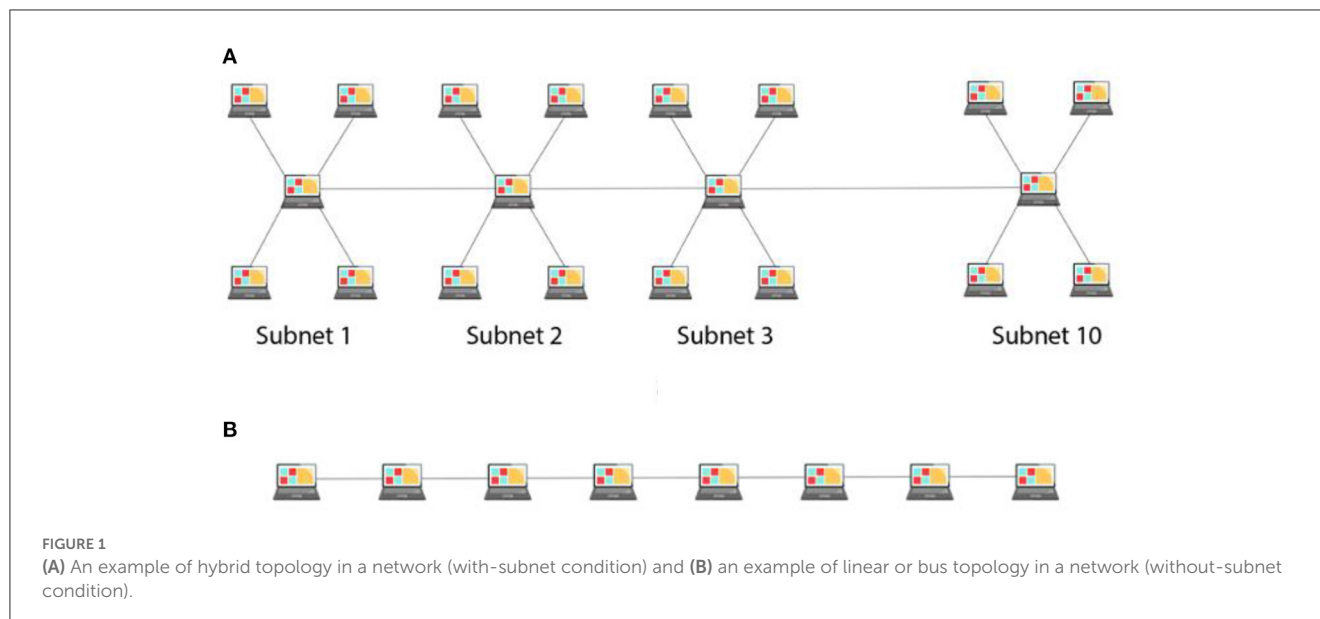 A
Subnet 1
Subnet 2
Subnet 3
Subnet 10
B
FIGURE 1
(A) An example of hybrid topology in a network (with-subnet condition) and (B) an example of linear or bus topology in a network (without-subnet
condition).